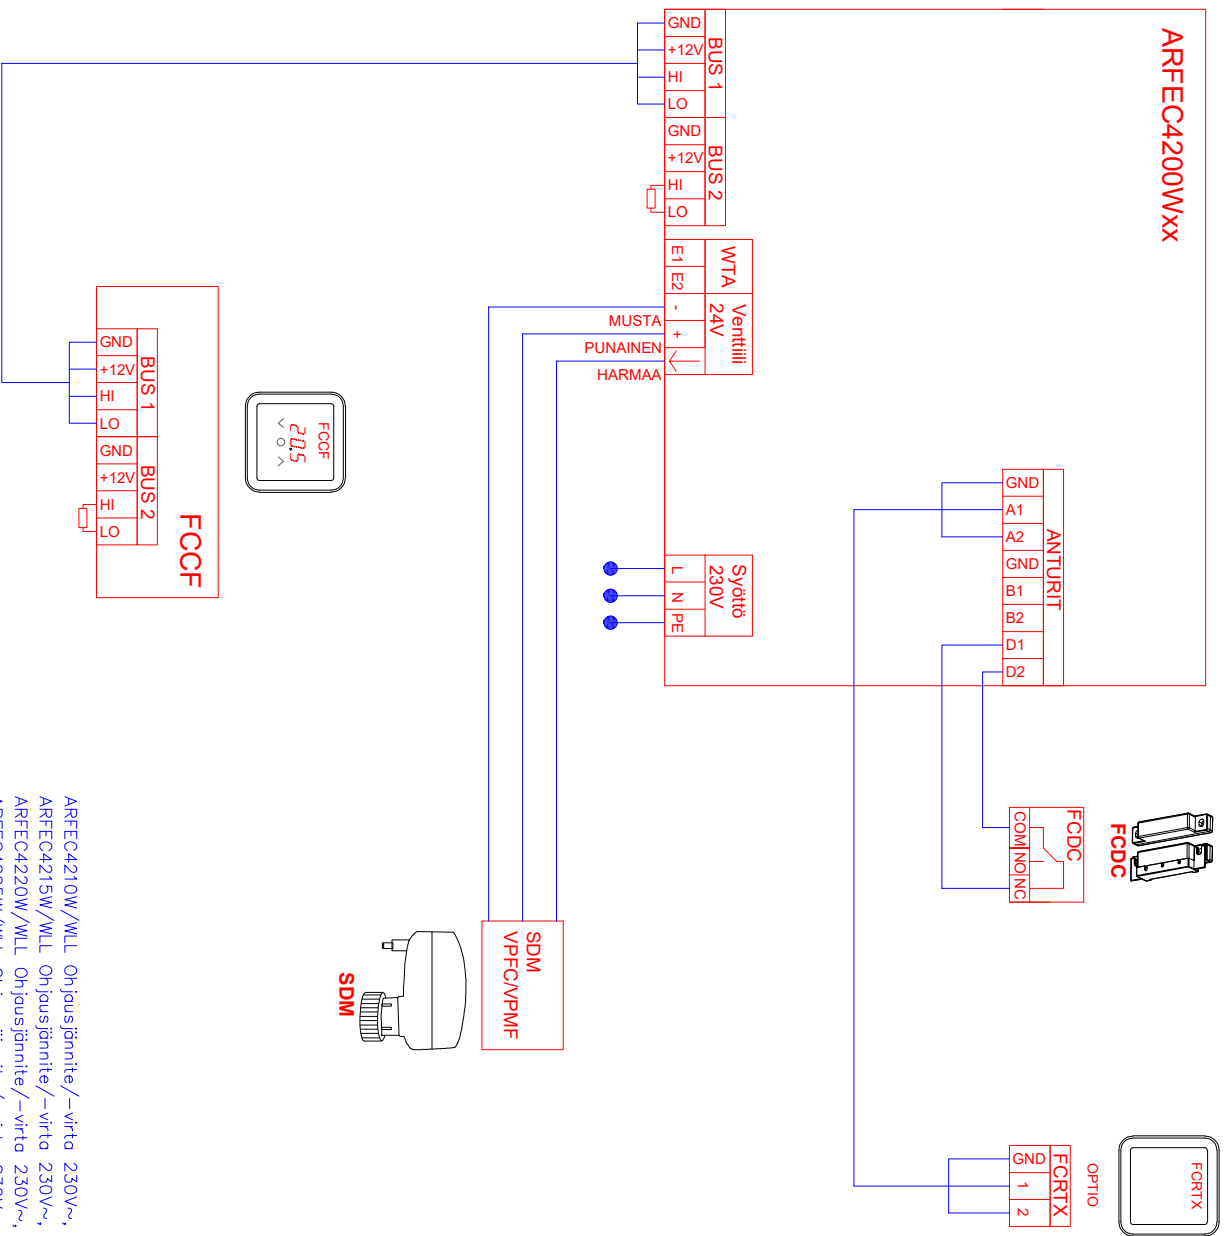 ARFEC4200Wxx
GND
+12V
HI
LO
BUS 1
GND
+12V
HI
LO
BUS 2
E1
E2
WTA
-
+
Venttiili
24V
MUSTA
PUNAINEN
HARMAA
L
N
PE
Syöttö
230V
GND
A1
A2
GND
B1
B2
D1
D2
ANTURIT
GND
+12V
HI
LO
BUS 1
GND
+12V
HI
LO
BUS 2
FCCF
FCCF
20.5
FCDC
COM
NO
NC
FCDC
SDM
VPFC/VPMF
SDM
FCRTX
GND
1
2
OPTIO
FCRTX
ARFEC4210W/WLL Ohjausjännite/-virta 230V~,
ARFEC4215W/WLL Ohjausjännite/-virta 230V~,
ARFEC4220W/WLL Ohjausjännite/-virta 230V~,